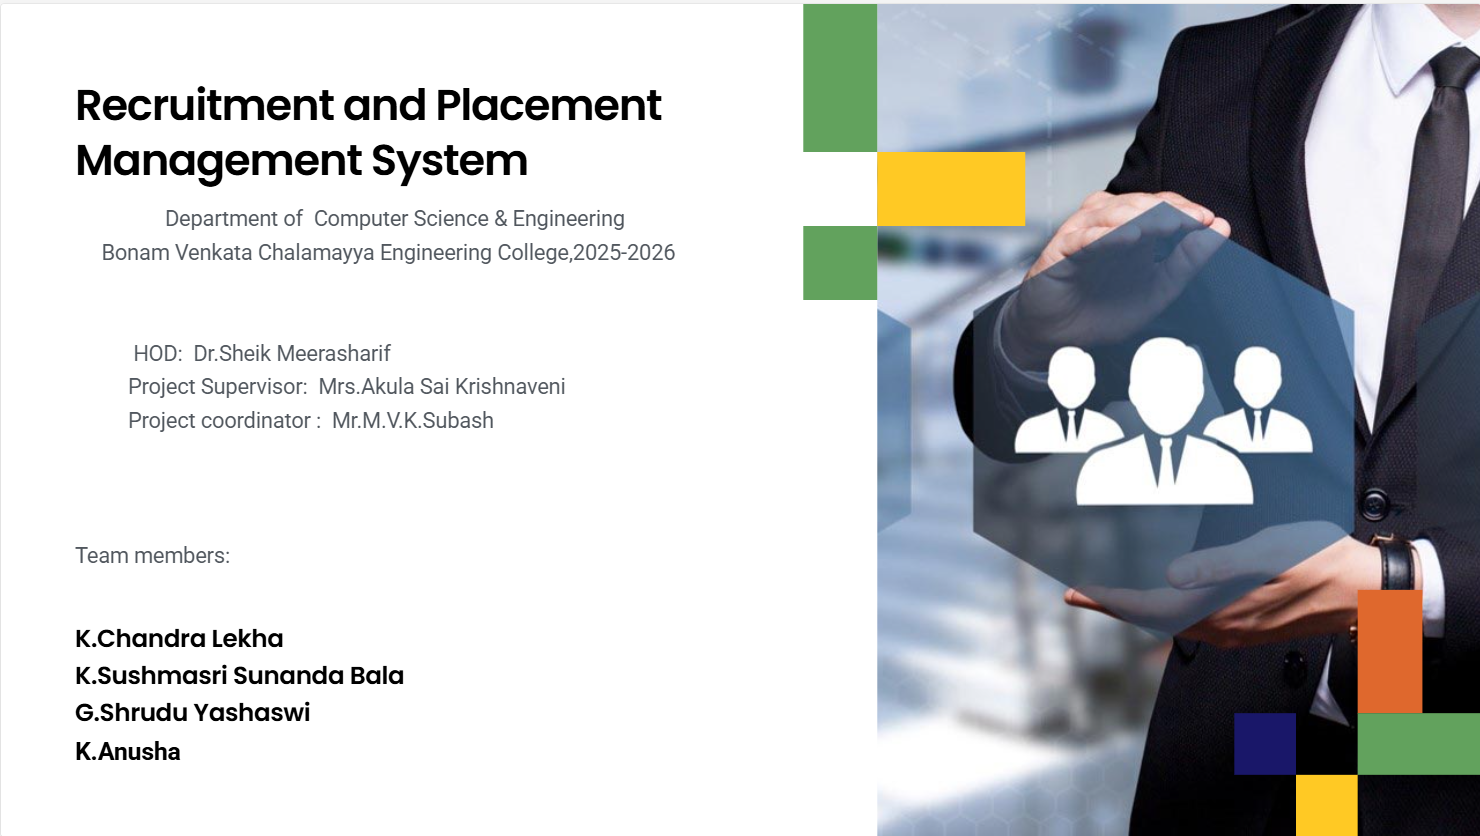 Recruitment and Placement
Management System
Department of  Computer Science & Engineering
Bonam Venkata Chalamayya Engineering College,2025-2026
HOD:  Dr.Sheik Meerasharif
Project Supervisor:  Mrs.Akula Sai Krishnaveni
Project coordinator :  Mr.M.V.K.Subash
Team members:
K.Chandra Lekha
K.Sushmasri Sunanda Bala
G.Shrudu Yashaswi
K.Anusha